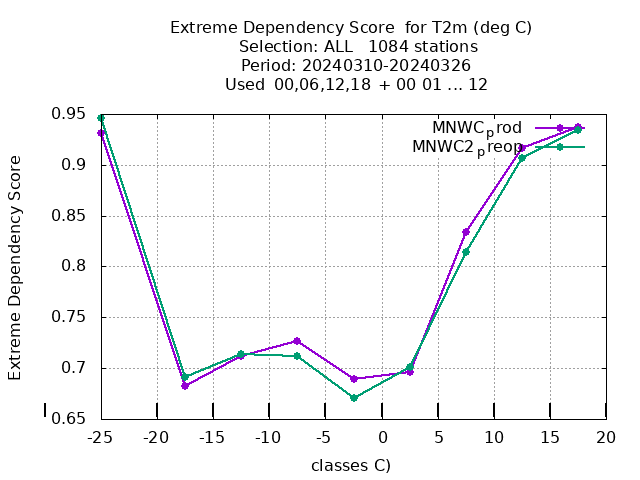 Extreme Dependency Score  for T2m (deg C)
Selection: ALL   1084 stations
Period: 20240310-20240326
Used  00,06,12,18  + 00 01 ... 12
MNWCprod
MNWC2preop
0.95
0.9
0.85
0.8
0.75
0.7
0.65
Extreme Dependency Score
-25 -20 -15 -10 -5 0 5 10 15 20
classes C)